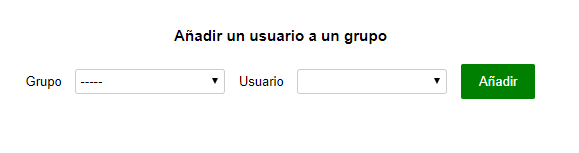 Añadir un usuario a un grupo
Grupo ----- Usuario Añadir